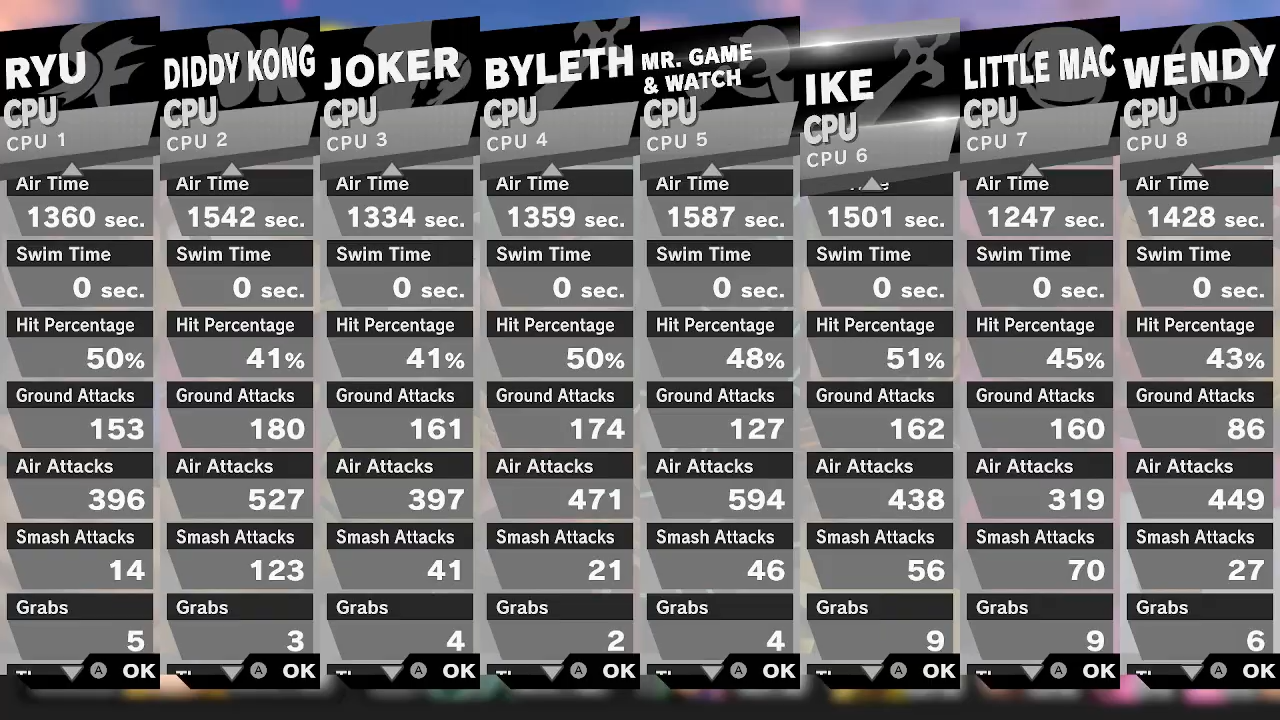 RYU
CPU
CPU 1
Air Time
1360 sec.
Swim Time
0 sec.
Hit Percentage
50%
Ground Attacks
153
Air Attacks
396
Smash Attacks
14
Grabs
5
A OK
DIDDY KONG
DK
CPU
CPU 2
Air Time
1542 sec.
Swim Time
0 sec.
Hit Percentage
41%
Ground Attacks
180
Air Attacks
527
Smash Attacks
123
Grabs
3
A OK
JOKER
CPU
CPU 3
Air Time
1334 sec.
Swim Time
0 sec.
Hit Percentage
41%
Ground Attacks
161
Air Attacks
397
Smash Attacks
41
Grabs
4
A OK
BYLETH
CPU
CPU 4
Air Time
1359 sec.
Swim Time
0 sec.
Hit Percentage
50%
Ground Attacks
174
Air Attacks
471
Smash Attacks
21
Grabs
2
A OK
MR. GAME
& WATCH
CPU
CPU 5
Air Time
1587 sec.
Swim Time
0 sec.
Hit Percentage
48%
Ground Attacks
127
Air Attacks
594
Smash Attacks
46
Grabs
4
A OK
IKE
CPU
CPU 6
1501 sec.
Swim Time
0 sec.
Hit Percentage
51%
Ground Attacks
162
Air Attacks
438
Smash Attacks
56
Grabs
9
A OK
LITTLE MAC
CPU
CPU 7
Air Time
1247 sec.
Swim Time
0 sec.
Hit Percentage
45%
Ground Attacks
160
Air Attacks
319
Smash Attacks
70
Grabs
9
A OK
WENDY
CPU
CPU 8
Air Time
1428 sec.
Swim Time
0 sec.
Hit Percentage
43%
Ground Attacks
86
Air Attacks
449
Smash Attacks
27
Grabs
6
A OK